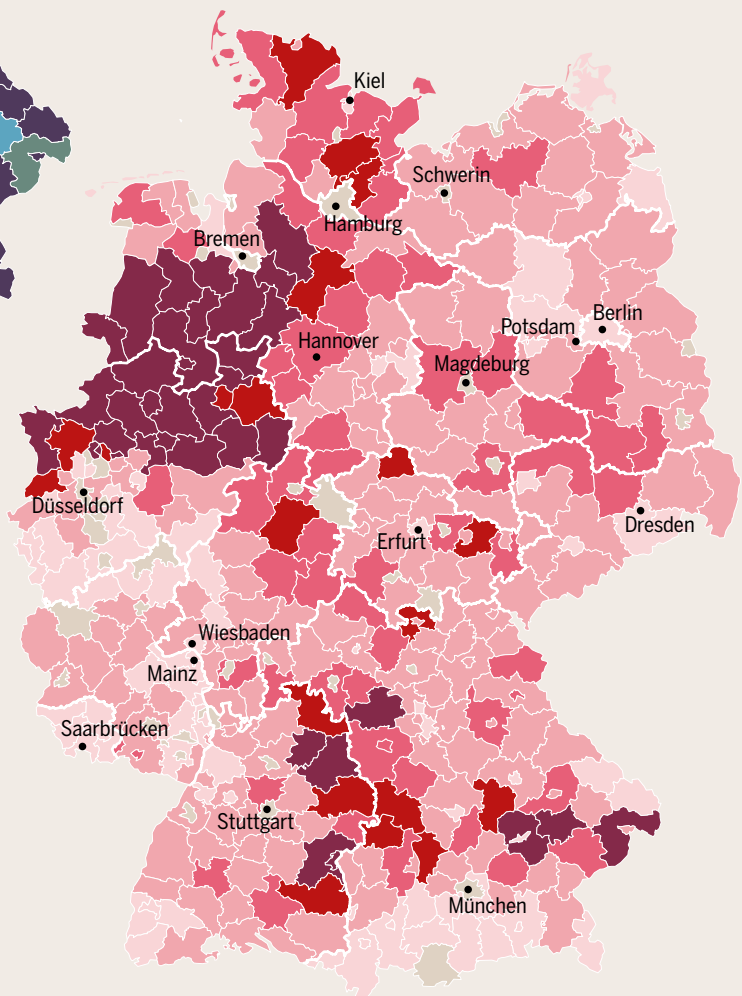 Kiel
Schwerin
Hamburg
Bremen
Berlin
Potsdam
Hannover
Magdeburg
Düsseldorf
Dresden
Erfurt
Wiesbaden
Mainz
Saarbrücken
Stuttgart
München